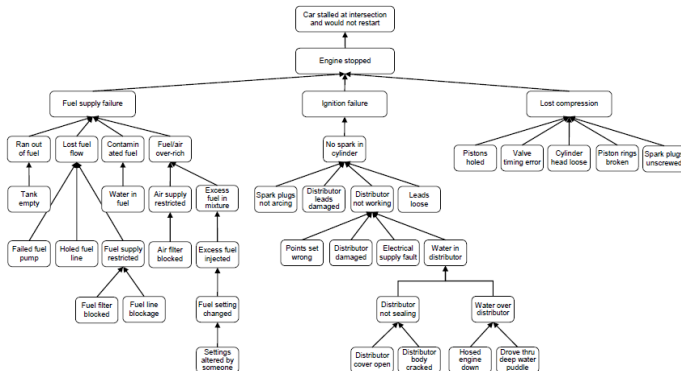 Car stalled at intersection
and would not restart
Engine stopped
Fuel supply failure
Ignition failure
Lost compression
Ran out
of fuel
Lost fuel
flow
Contamin
ated fuel
Fuel/air
over-rich
No spark in
cylinder
Pistons
holed
Valve
timing error
Cylinder
head loose
Piston rings
broken
Spark plugs
unscrewed
Tank
empty
Water in
fuel
Air supply
restricted
Excess
fuel in
mixture
Spark plugs
not arcing
Distributor
leads
damaged
Distributor
not working
Leads
loose
Failed fuel
pump
Holed fuel
line
Fuel supply
restricted
Air filter
blocked
Excess fuel
injected
Points set
wrong
Distributor
damaged
Electrical
supply fault
Water in
distributor
Fuel filter
blocked
Fuel line
blockage
Fuel setting
changed
Distributor
not sealing
Water over
distributor
Settings
altered by
someone
Distributor
cover open
Distributor
body
cracked
Hosed
engine
down
Drove thru
deep water
puddle